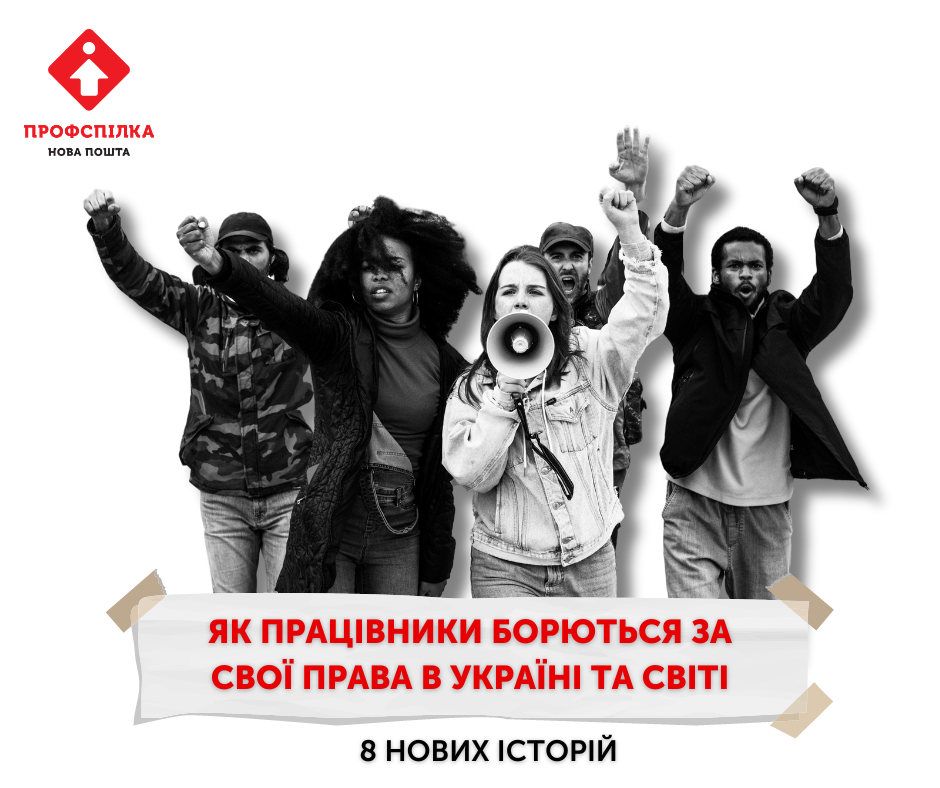 ПРОФСПІЛКА
НОВА ПОШТА
ЯК ПРАЦІВНИКИ БОРЮТЬСЯ ЗА
СВОЇ ПРАВА В УКРАЇНІ ТА СВІТІ
8 НОВИХ ІСТОРІЙ